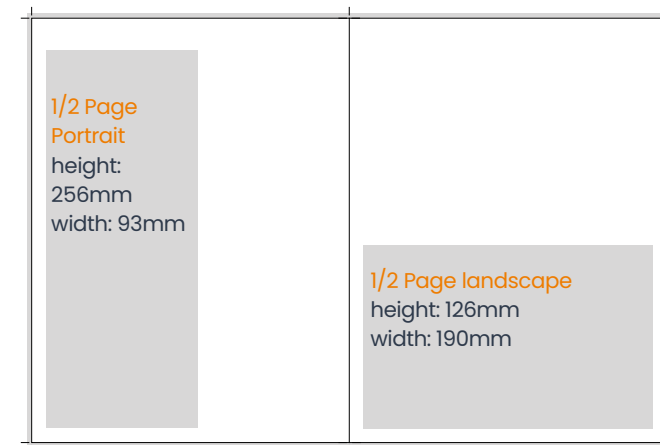 1/2 Page
Portrait
height:
256mm
width: 93mm
1/2 Page landscape
height: 126mm
width: 190mm